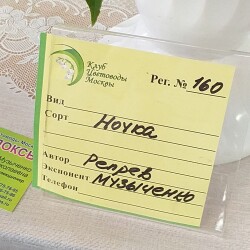 Клуб
Цветоводы
Москвы
Рег. № 160
Вид
Сорт Ночка
Автор Репрев
Экспонент Музыченко
Телефон